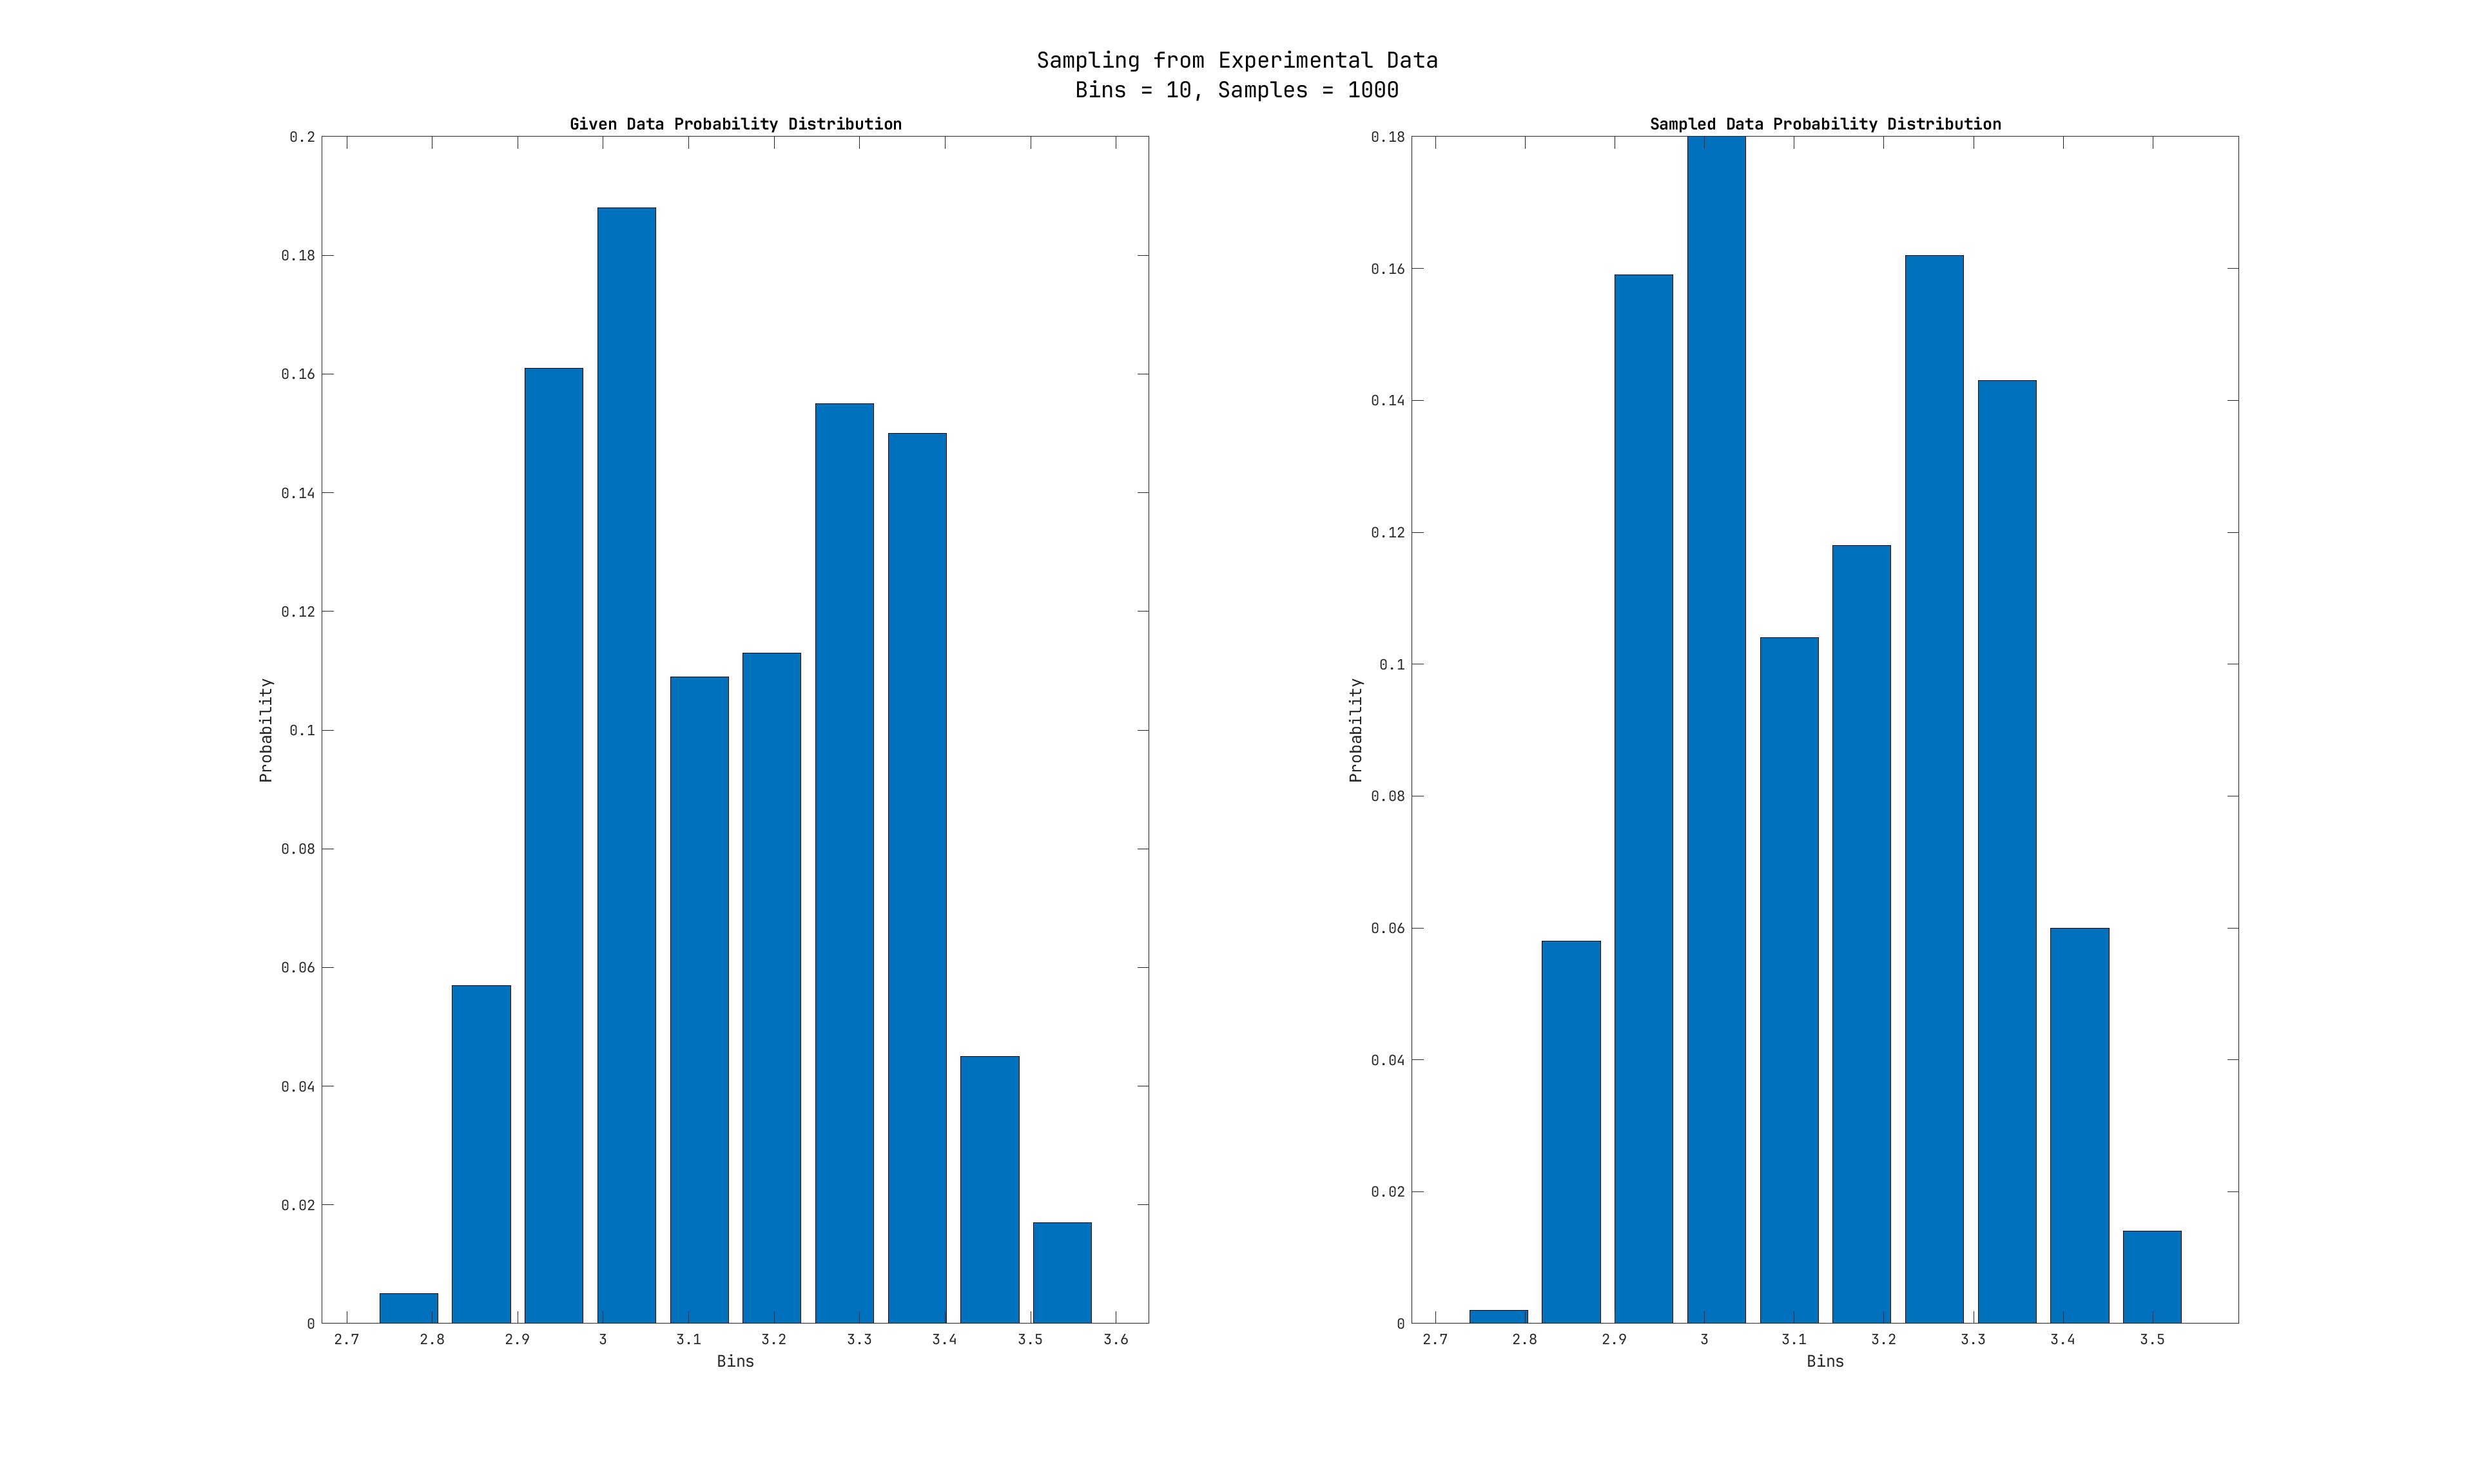 Sampling from Experimental Data
Bins = 10, Samples = 1000
Given Data Probability Distribution
0.2
0.18
0.16
0.14
0.12
0.1
0.08
0.06
0.04
0.02
0
Probability
2.7 2.8 2.9 3 3.1 3.2 3.3 3.4 3.5 3.6
Bins
Sampled Data Probability Distribution
0.18
0.16
0.14
0.12
0.1
0.08
0.06
0.04
0.02
0
Probability
2.7 2.8 2.9 3 3.1 3.2 3.3 3.4 3.5
Bins